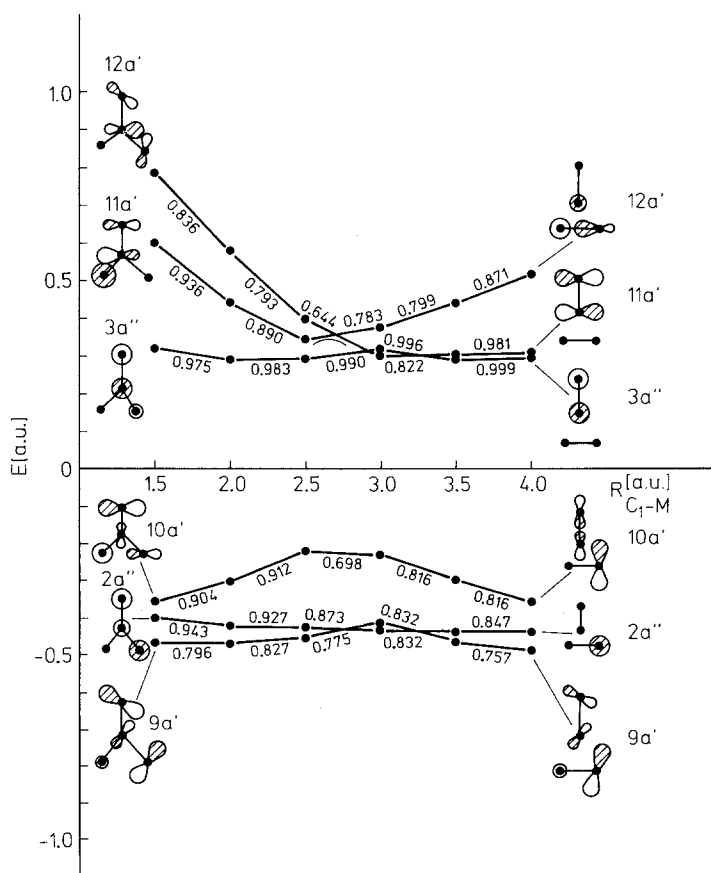 12a'
1.0
12a'
0.836
11a'
0.5
0.936
0.793
0.644
0.783
0.799
0.871
11a'
3a''
0.890
0.996
0.981
0.975
0.983
0.990
0.822
0.999
3a''
E[a.u.]
0
1.5
2.0
2.5
3.0
3.5
4.0
R[a.u.]
C₁-M
10a'
10a'
2a''
0.904
0.912
0.698
0.816
0.816
0.943
0.927
0.873
0.832
0.847
2a''
-0.5
0.796
0.827
0.775
0.832
0.757
9a'
9a'
-1.0